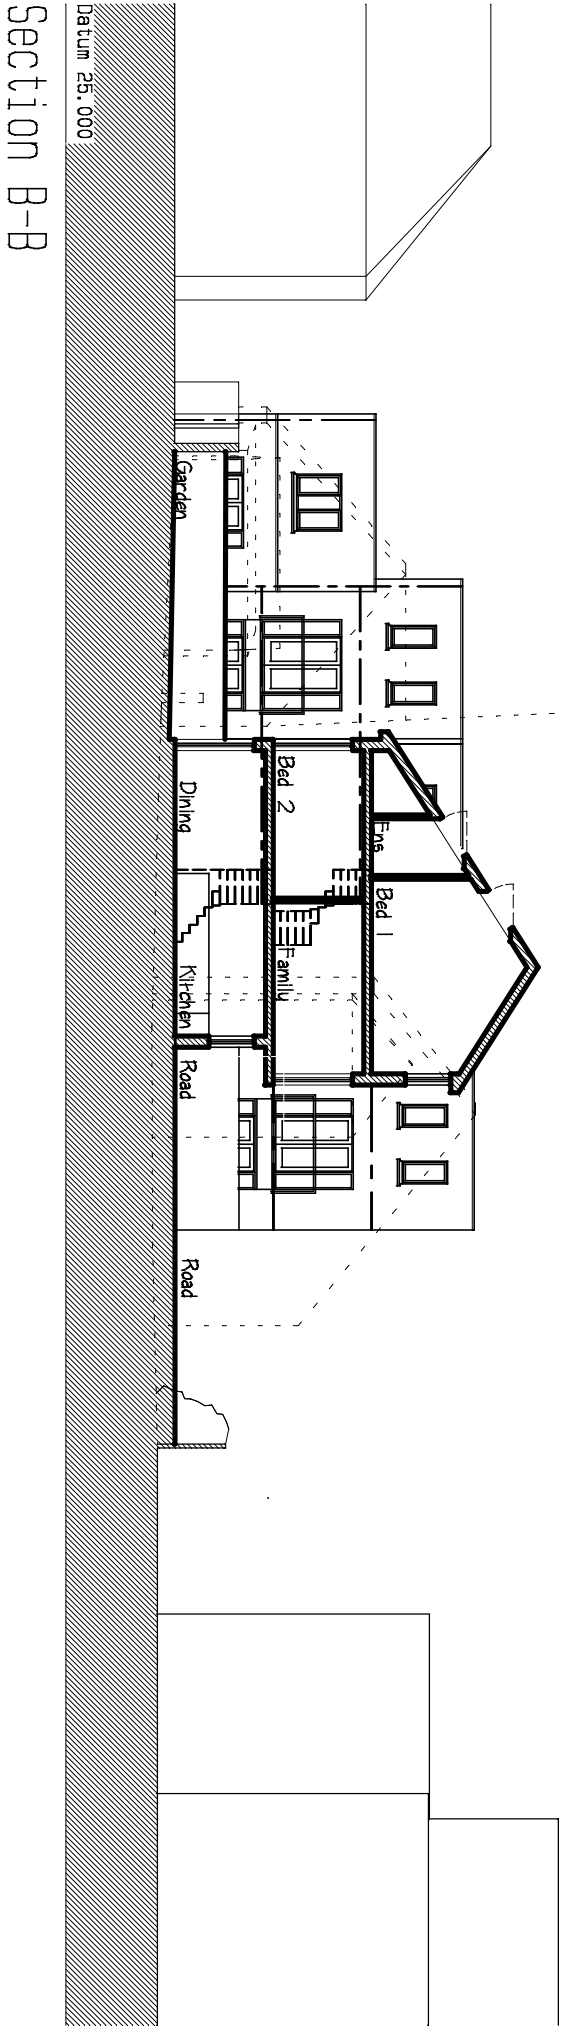 Bed 1
Ens
Bed 2
Family
Garden
Dining
Kitchen
Road
Road
Datum 25.000
Section B-B